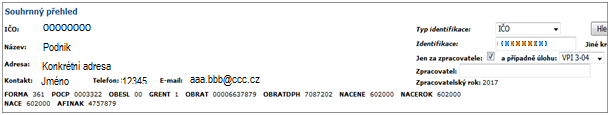 Souhrnný přehled
IČO 00000000 Typ identifikace: IČO Hle
Název: Podnik Identifikace: Jiné kr
Adresa: Konkrétní adresa Jen za zpracovatele: a případně úlohu: VPI 3-04
Kontakt: Jméno Telefon: 12345 E-mail: aaa.bbb@ccc.cz Zpracovatel:
Zpracovatelský rok: 2017
FORMA 361 POCP 0003322 OBESL 00 GRENT 1 OBRAT 00006637879 OBRATDPH 7087202 NACENE 602000 NACEROK 602000
NACE 602000 AFINAK 4757879